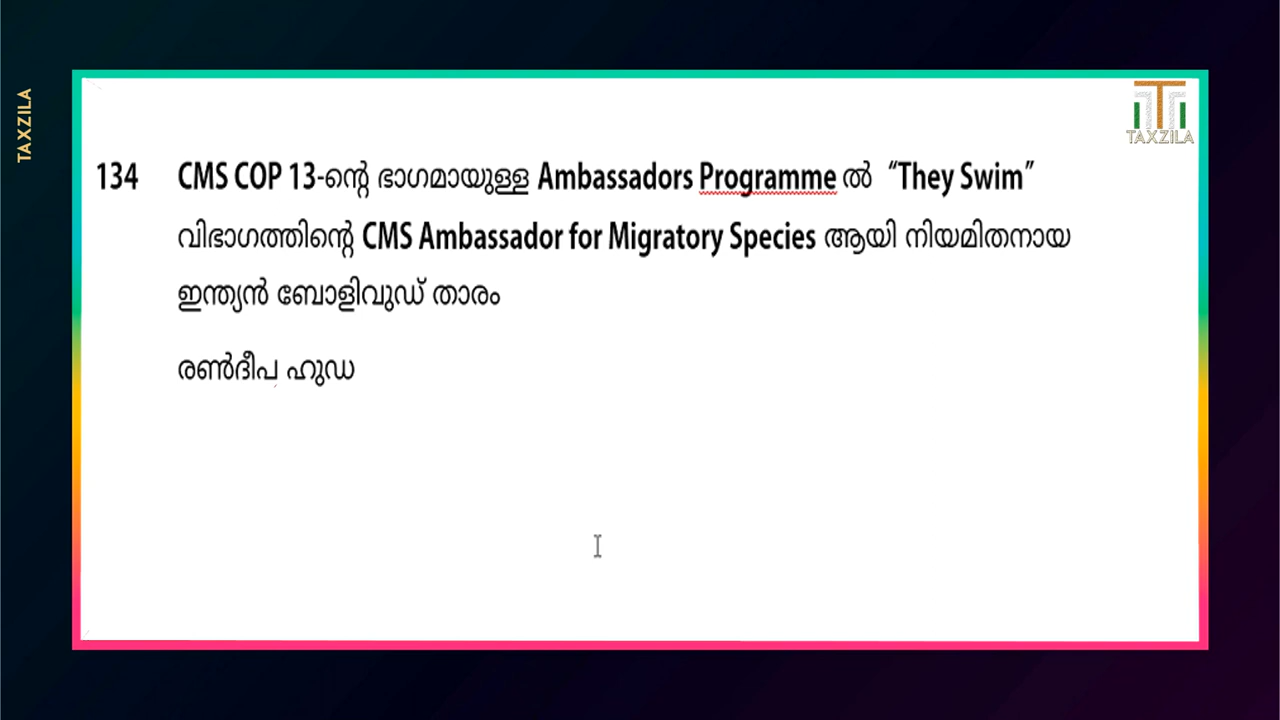 TAXZILA
TAXZILA
134 CMS COP 13-ന്റെ ഭാഗമായുള്ള Ambassadors Programme ൽ “They Swim”
വിഭാഗത്തിന്റെ CMS Ambassador for Migratory Species ആയി നിയമിതനായ
ഇന്ത്യൻ ബോളിവുഡ് താരം
രൺദീപ ഹുഡ